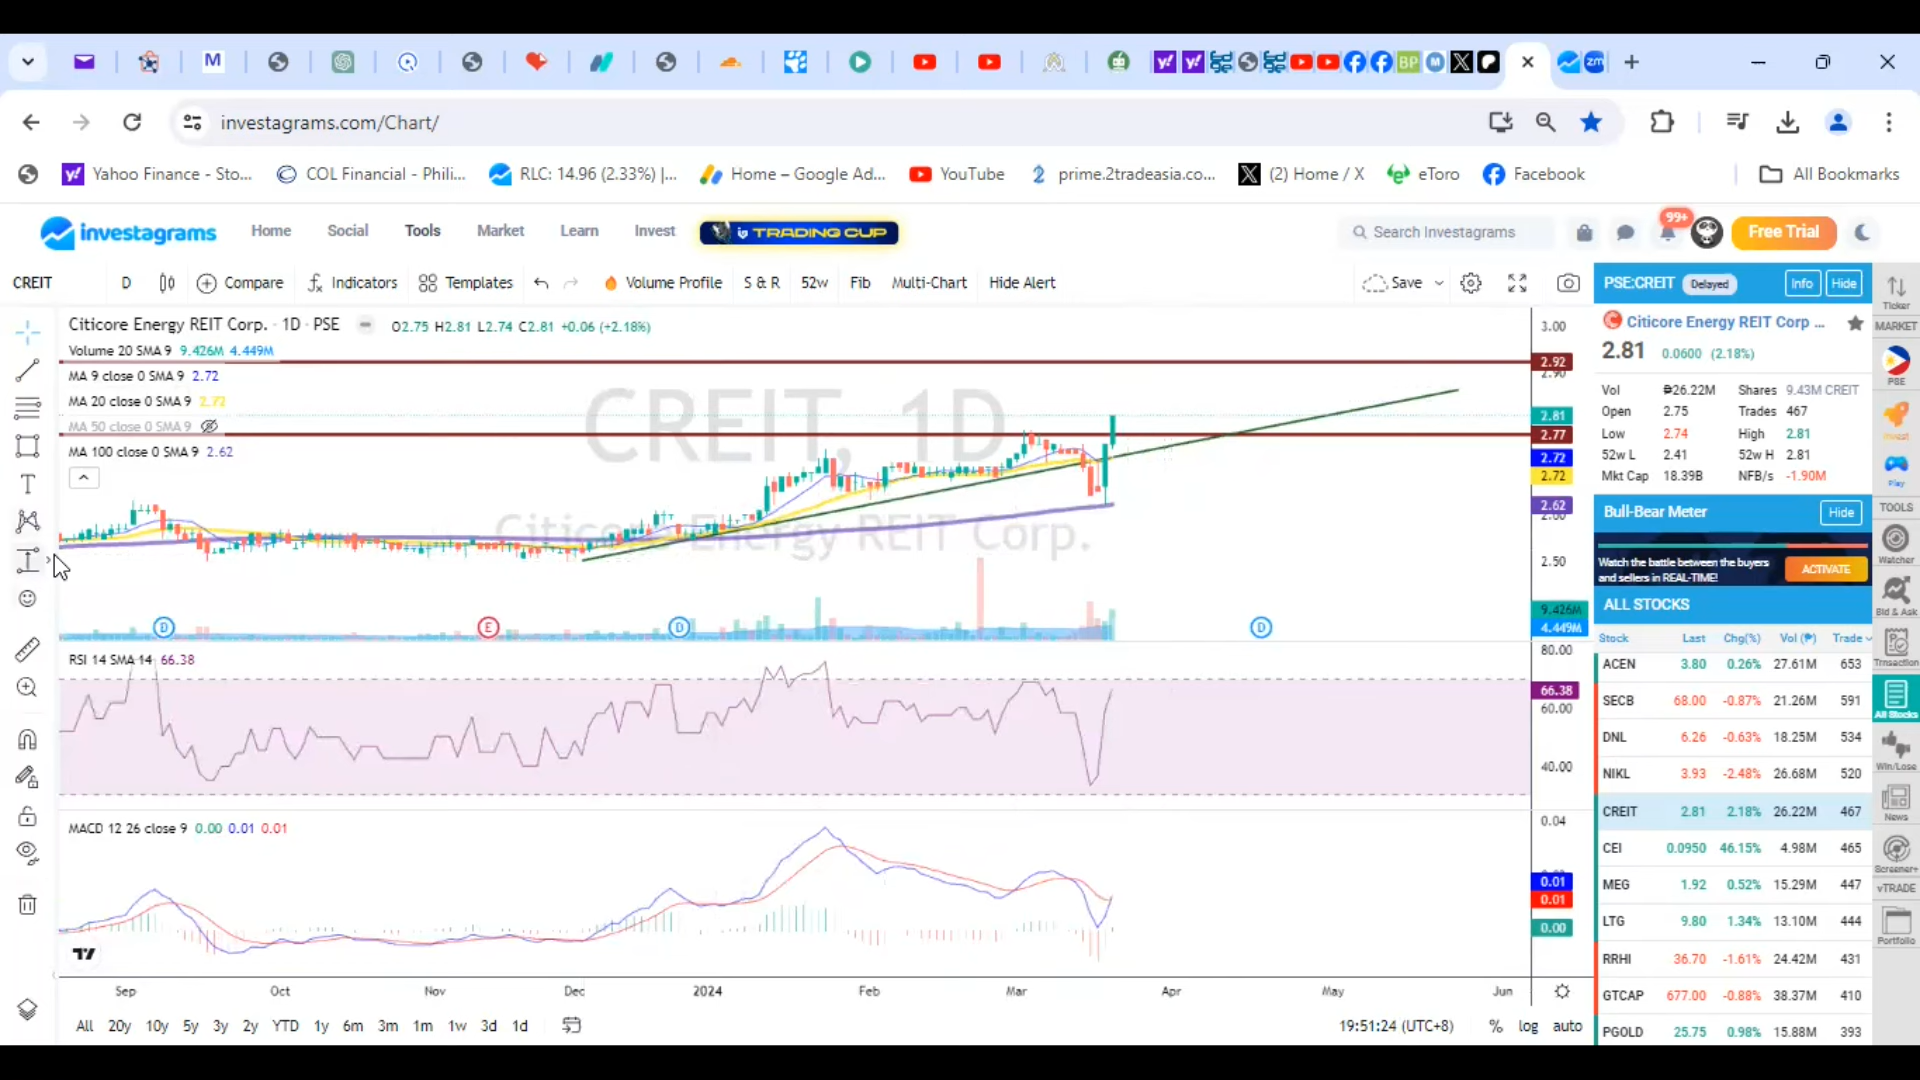 M
BP
zm
investagrams.com/Chart/
Yahoo Finance - Sto...
COL Financial - Phili...
RLC: 14.96 (2.33%) |...
Home – Google Ad...
YouTube
prime.2tradeasia.co...
(2) Home / X
eToro
Facebook
All Bookmarks
investagrams
Home
Social
Tools
Market
Learn
Invest
TRADING CUP
Search Investagrams
99+
Free Trial
CREIT
D
Compare
Indicators
Templates
Volume Profile
S & R
52w
Fib
Multi-Chart
Hide Alert
Save
Citicore Energy REIT Corp. · 1D · PSE
O2.75 H2.81 L2.74 C2.81 +0.06 (+2.18%)
Volume 20 SMA 9 9.426M 4.449M
MA 9 close 0 SMA 9 2.72
MA 20 close 0 SMA 9 2.72
MA 50 close 0 SMA 9
MA 100 close 0 SMA 9 2.62
CREIT, 1D
Citicore Energy REIT Corp.
3.00
2.92
2.90
2.81
2.77
2.72
2.72
2.62
2.50
9.426M
4.449M
D
E
D
D
RSI 14 SMA 14 66.38
80.00
66.38
60.00
40.00
MACD 12 26 close 9 0.00 0.01 0.01
0.04
0.01
0.01
0.00
Sep
Oct
Nov
Dec
2024
Feb
Mar
Apr
May
Jun
All 20y 10y 5y 3y 2y YTD 1y 6m 3m 1m 1w 3d 1d
19:51:24 (UTC+8)
% log auto
PSE:CREIT Delayed Info Hide
Citicore Energy REIT Corp ...
2.81 0.0600 (2.18%)
Vol ₱26.22M Shares 9.43M CREIT
Open 2.75 Trades 467
Low 2.74 High 2.81
52w L 2.41 52w H 2.81
Mkt Cap 18.39B NFB/s -1.90M
Bull-Bear Meter Hide
Watch the battle between the buyers
and sellers in REAL-TIME!
ACTIVATE
ALL STOCKS
Stock Last Chg(%) Vol (₱) Trade
ACEN 3.80 0.26% 27.61M 653
SECB 68.00 -0.87% 21.26M 591
DNL 6.26 -0.63% 18.25M 534
NIKL 3.93 -2.48% 26.68M 520
CREIT 2.81 2.18% 26.22M 467
CEI 0.0950 46.15% 4.98M 465
MEG 1.92 0.52% 15.29M 447
LTG 9.80 1.34% 13.10M 444
RRHI 36.70 -1.61% 24.42M 431
GTCAP 677.00 -0.88% 38.37M 410
PGOLD 25.75 0.98% 15.88M 393
Ticker
MARKET
PSE
Invest
Play
TOOLS
Watcher
Bid & Ask
Trnsaction
All Stocks
Win/Lose
News
Screener+
vTRADE
Portfolio